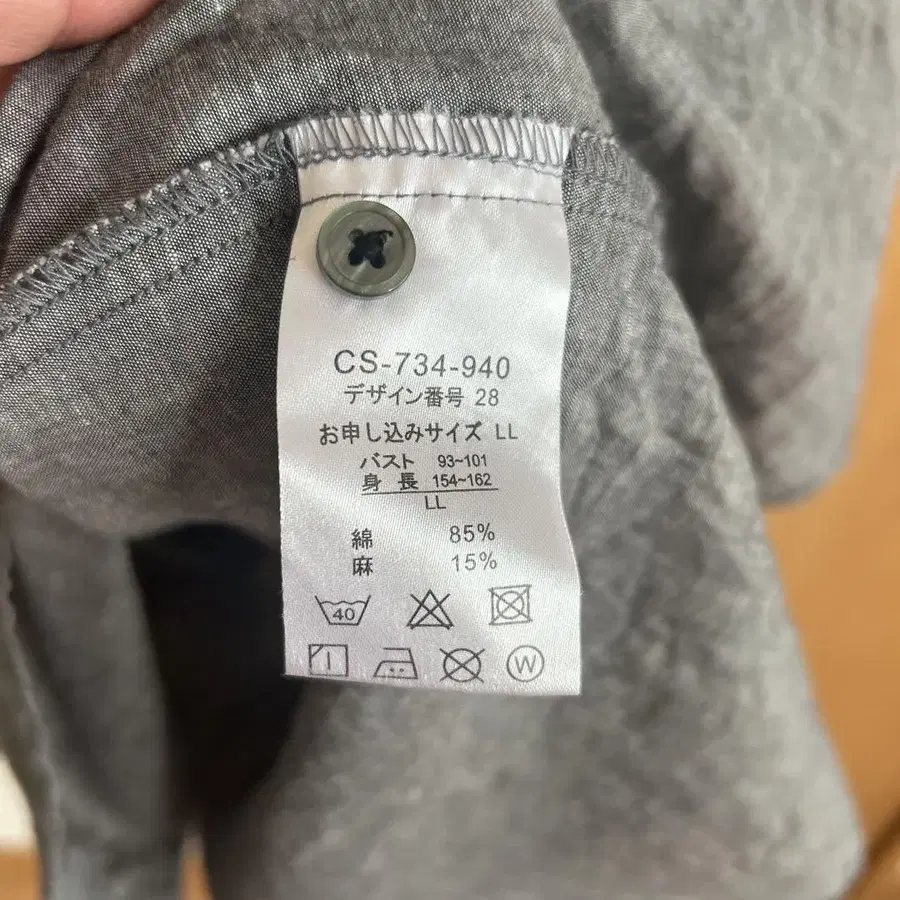 CS-734-940
デザイン番号 28
お申し込みサイズ LL
バスト 93~101
身長 154~162
LL
綿 85%
麻 15%
40
W